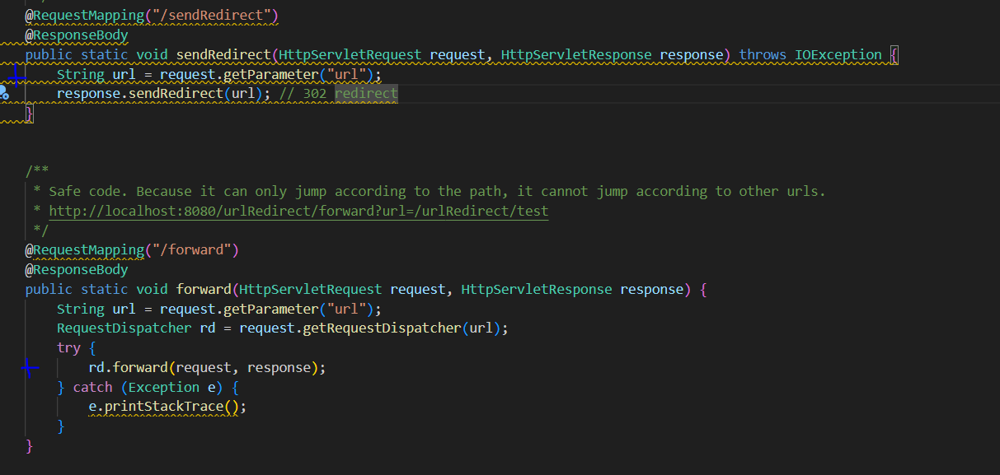 @RequestMapping("/sendRedirect")
@ResponseBody
public static void sendRedirect(HttpServletRequest request, HttpServletResponse response) throws IOException {
String url = request.getParameter("url");
response.sendRedirect(url); // 302 redirect
}
/**
* Safe code. Because it can only jump according to the path, it cannot jump according to other urls.
* http://localhost:8080/urlRedirect/forward?url=/urlRedirect/test
*/
@RequestMapping("/forward")
@ResponseBody
public static void forward(HttpServletRequest request, HttpServletResponse response) {
String url = request.getParameter("url");
RequestDispatcher rd = request.getRequestDispatcher(url);
try {
rd.forward(request, response);
} catch (Exception e) {
e.printStackTrace();
}
}